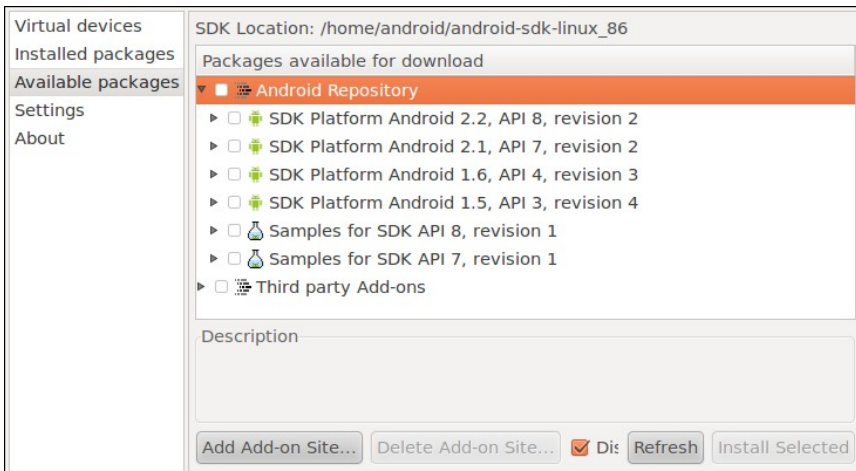 Virtual devices
Installed packages
Available packages
Settings
About
SDK Location: /home/android/android-sdk-linux_86
Packages available for download
Android Repository
SDK Platform Android 2.2, API 8, revision 2
SDK Platform Android 2.1, API 7, revision 2
SDK Platform Android 1.6, API 4, revision 3
SDK Platform Android 1.5, API 3, revision 4
Samples for SDK API 8, revision 1
Samples for SDK API 7, revision 1
Third party Add-ons
Description
Add Add-on Site... Delete Add-on Site... Dis Refresh Install Selected